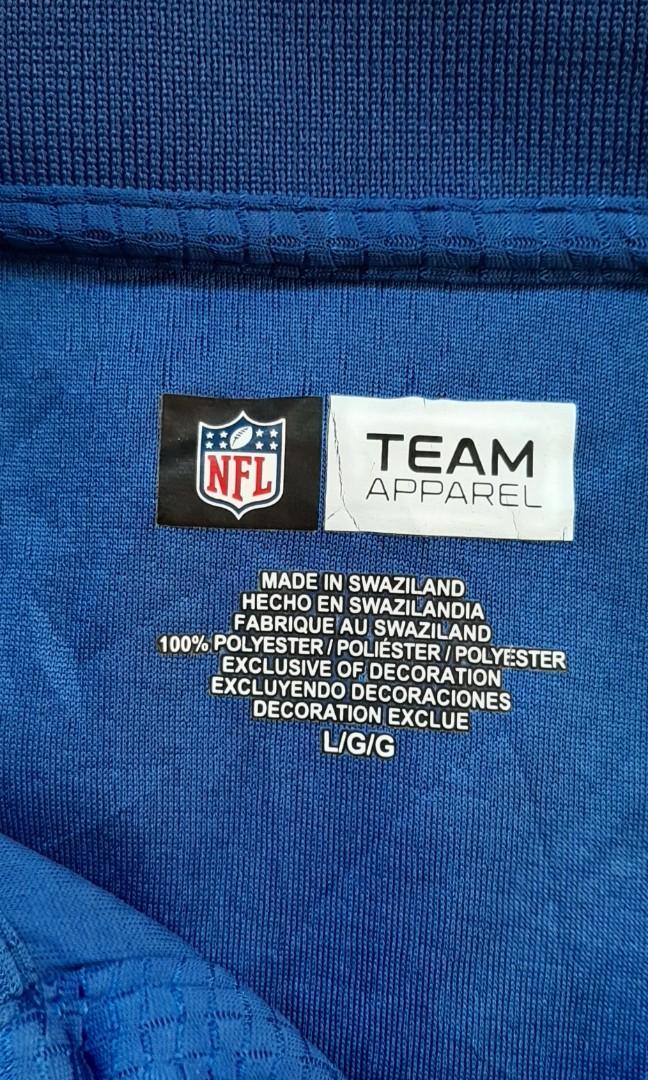 NFL
TEAM
APPAREL
MADE IN SWAZILAND
HECHO EN SWAZILANDIA
FABRIQUE AU SWAZILAND
100% POLYESTER / POLIÉSTER / POLYESTER
EXCLUSIVE OF DECORATION
EXCLUYENDO DECORACIONES
DECORATION EXCLUE
L/G/G